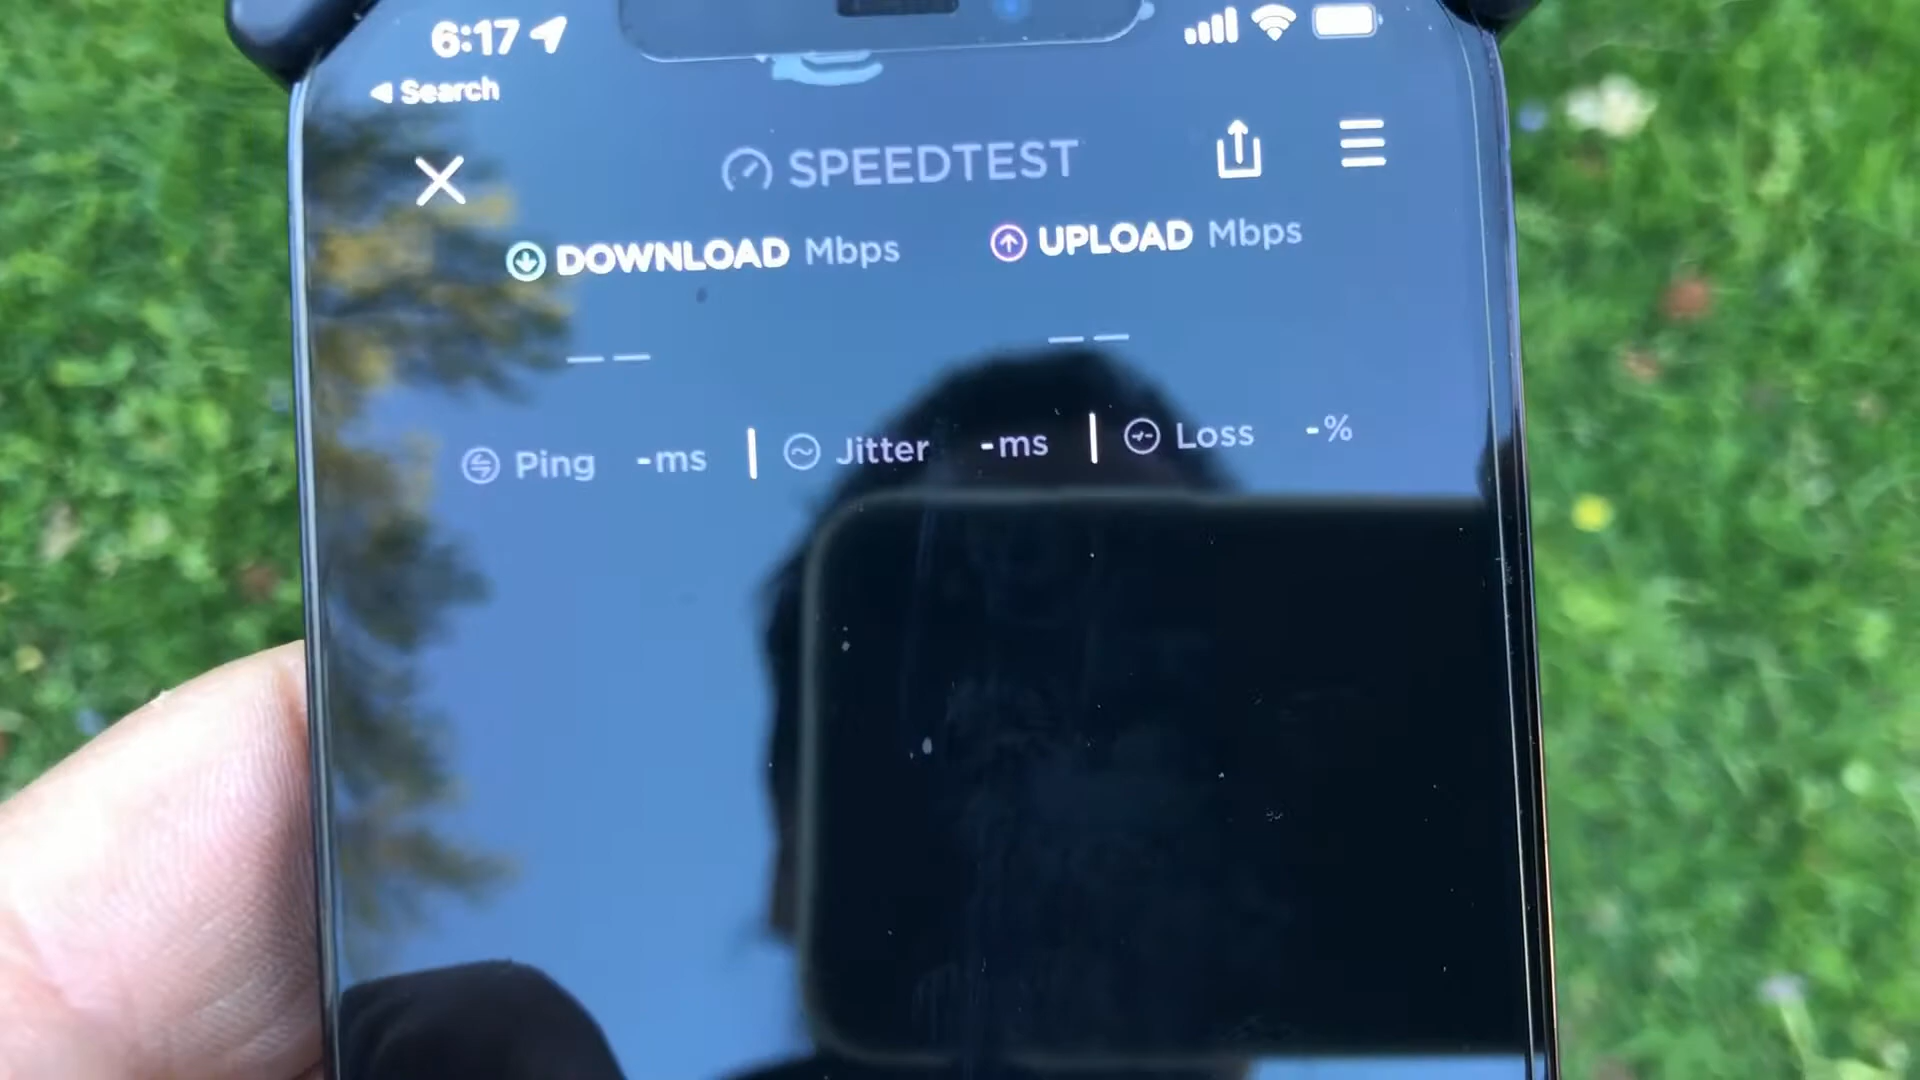 6:17
Search
SPEEDTEST
DOWNLOAD Mbps
UPLOAD Mbps
— —
— —
Ping -ms
Jitter -ms
Loss -%